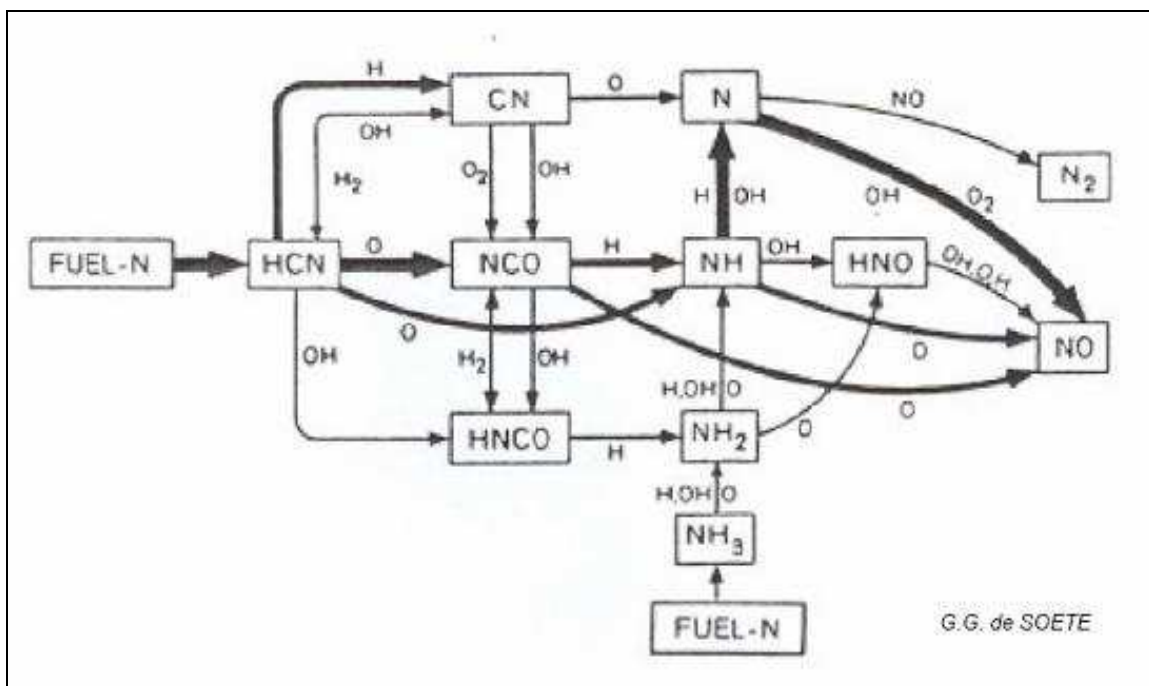 H
CN
O
N
NO
OH
H₂
O₂
OH
H
OH
OH
O₂
N₂
FUEL-N
HCN
O
NCO
H
NH
OH
HNO
OH,O,H
NO
OH
O
H₂
OH
H,OH
O
O
O
O
HNCO
H
NH₂
H,OH
O
NH₃
FUEL-N
G.G. de SOETE